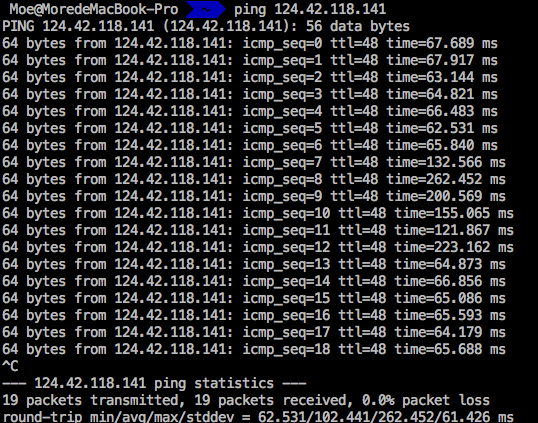 Moe@MoredeMacBook-Pro ~ ping 124.42.118.141
PING 124.42.118.141 (124.42.118.141): 56 data bytes
64 bytes from 124.42.118.141: icmp_seq=0 ttl=48 time=67.689 ms
64 bytes from 124.42.118.141: icmp_seq=1 ttl=48 time=67.917 ms
64 bytes from 124.42.118.141: icmp_seq=2 ttl=48 time=63.144 ms
64 bytes from 124.42.118.141: icmp_seq=3 ttl=48 time=64.821 ms
64 bytes from 124.42.118.141: icmp_seq=4 ttl=48 time=66.483 ms
64 bytes from 124.42.118.141: icmp_seq=5 ttl=48 time=62.531 ms
64 bytes from 124.42.118.141: icmp_seq=6 ttl=48 time=65.840 ms
64 bytes from 124.42.118.141: icmp_seq=7 ttl=48 time=132.566 ms
64 bytes from 124.42.118.141: icmp_seq=8 ttl=48 time=262.452 ms
64 bytes from 124.42.118.141: icmp_seq=9 ttl=48 time=200.569 ms
64 bytes from 124.42.118.141: icmp_seq=10 ttl=48 time=155.065 ms
64 bytes from 124.42.118.141: icmp_seq=11 ttl=48 time=121.867 ms
64 bytes from 124.42.118.141: icmp_seq=12 ttl=48 time=223.162 ms
64 bytes from 124.42.118.141: icmp_seq=13 ttl=48 time=64.873 ms
64 bytes from 124.42.118.141: icmp_seq=14 ttl=48 time=66.856 ms
64 bytes from 124.42.118.141: icmp_seq=15 ttl=48 time=65.086 ms
64 bytes from 124.42.118.141: icmp_seq=16 ttl=48 time=65.593 ms
64 bytes from 124.42.118.141: icmp_seq=17 ttl=48 time=64.179 ms
64 bytes from 124.42.118.141: icmp_seq=18 ttl=48 time=65.688 ms
^C
--- 124.42.118.141 ping statistics ---
19 packets transmitted, 19 packets received, 0.0% packet loss
round-trip min/avg/max/stddev = 62.531/102.441/262.452/61.426 ms